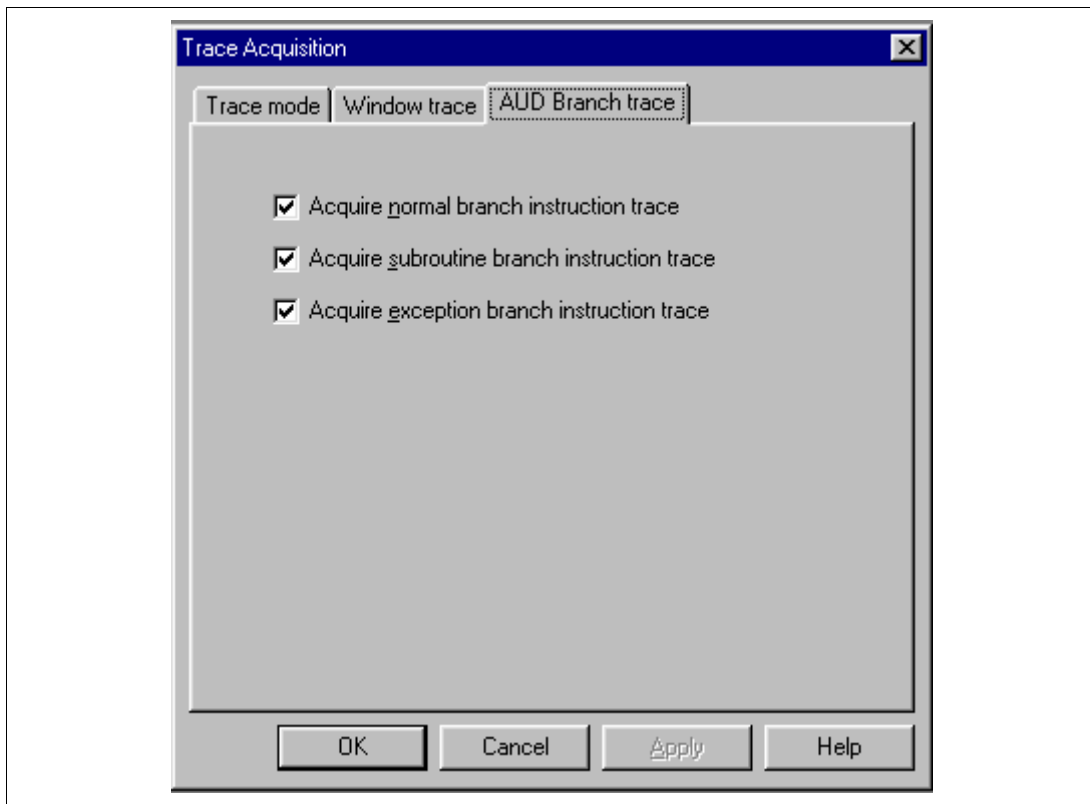 Trace Acquisition
Trace mode
Window trace
AUD Branch trace
Acquire normal branch instruction trace
Acquire subroutine branch instruction trace
Acquire exception branch instruction trace
OK
Cancel
Apply
Help